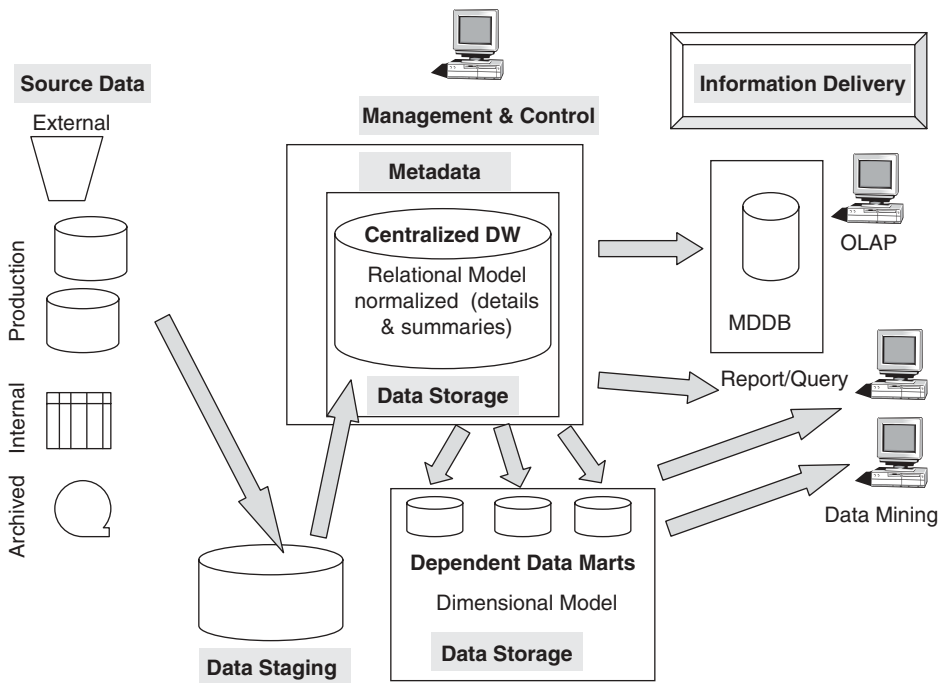 Source Data
External
Production
Internal
Archived
Management & Control
Metadata
Centralized DW
Relational Model
normalized (details
& summaries)
Data Storage
Data Staging
Dependent Data Marts
Dimensional Model
Data Storage
Information Delivery
OLAP
MDDB
Report/Query
Data Mining